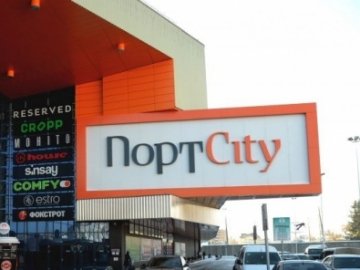 RESERVED
CROPP
MOHITO
house
sinsay
COMFY
estro
ФОКСТРОТ
ПортCity